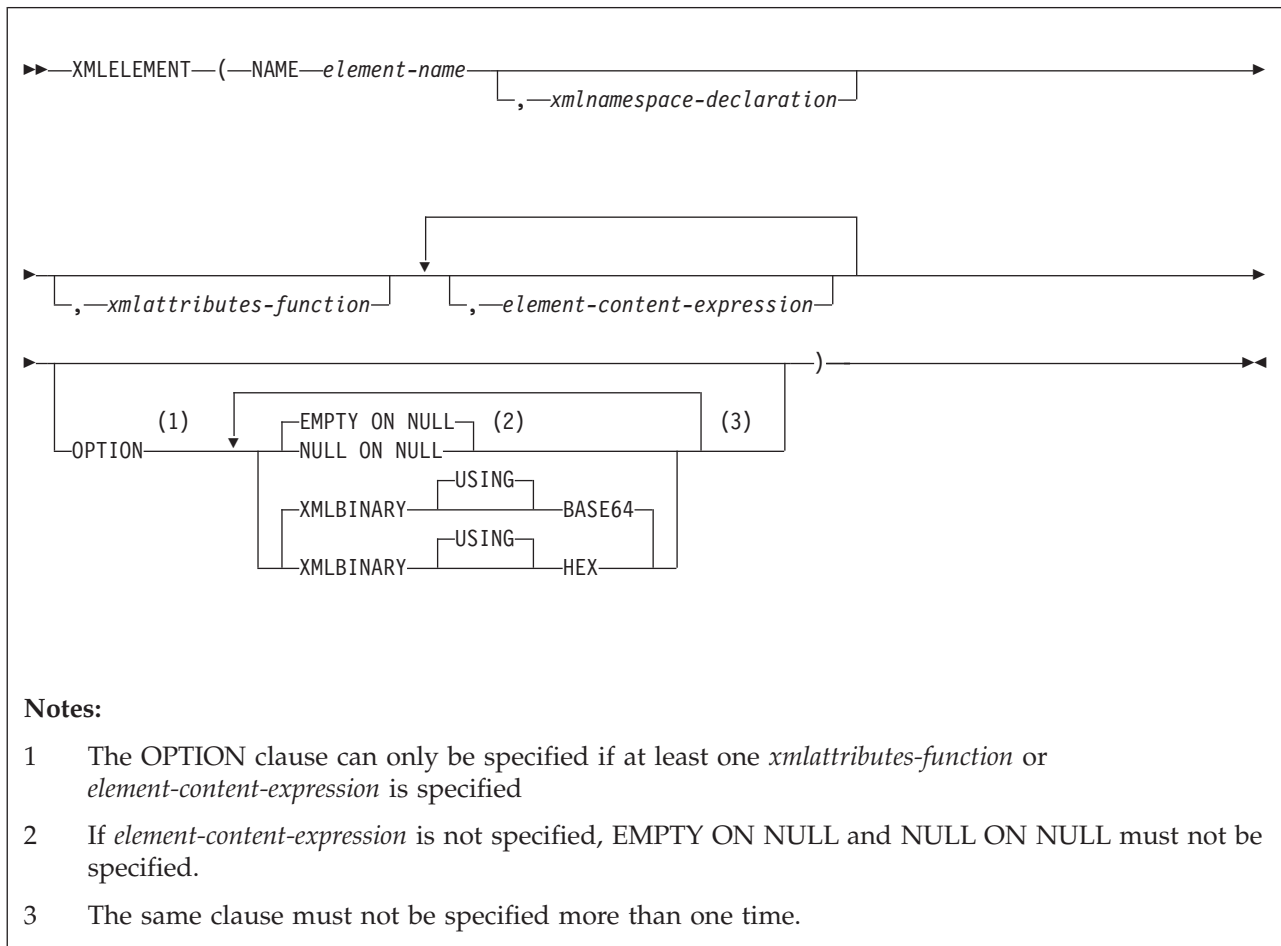 XMLELEMENT ( NAME element-name
, xmlnamespace-declaration
, xmlattributes-function , element-content-expression
)
(1) EMPTY ON NULL (2) (3)
OPTION NULL ON NULL
USING
XMLBINARY BASE64
USING
XMLBINARY HEX
Notes:
1 The OPTION clause can only be specified if at least one xmlattributes-function or
element-content-expression is specified
2 If element-content-expression is not specified, EMPTY ON NULL and NULL ON NULL must not be
specified.
3 The same clause must not be specified more than one time.